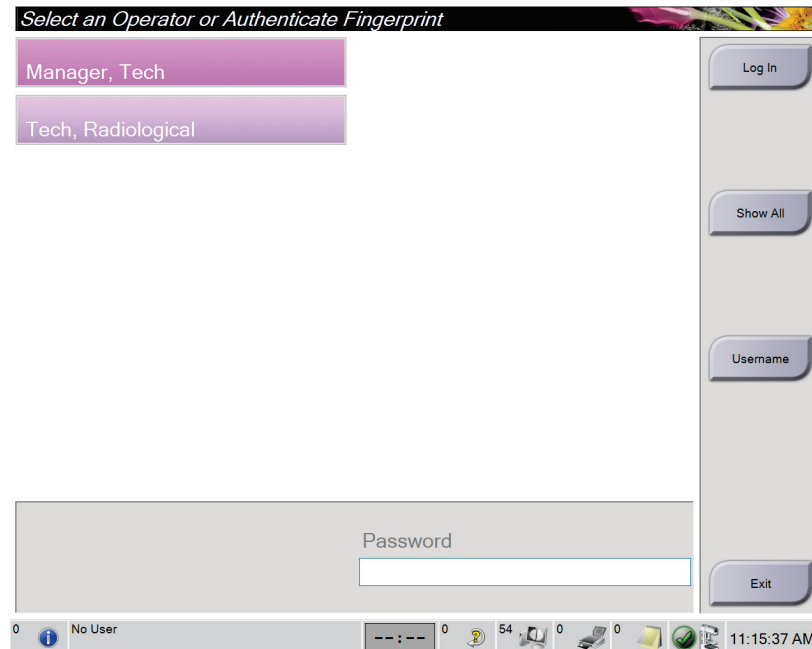 Select an Operator or Authenticate Fingerprint
Manager, Tech
Tech, Radiological
Log In
Show All
Username
Password
Exit
0
No User
--:--
0
54
0
0
11:15:37 AM